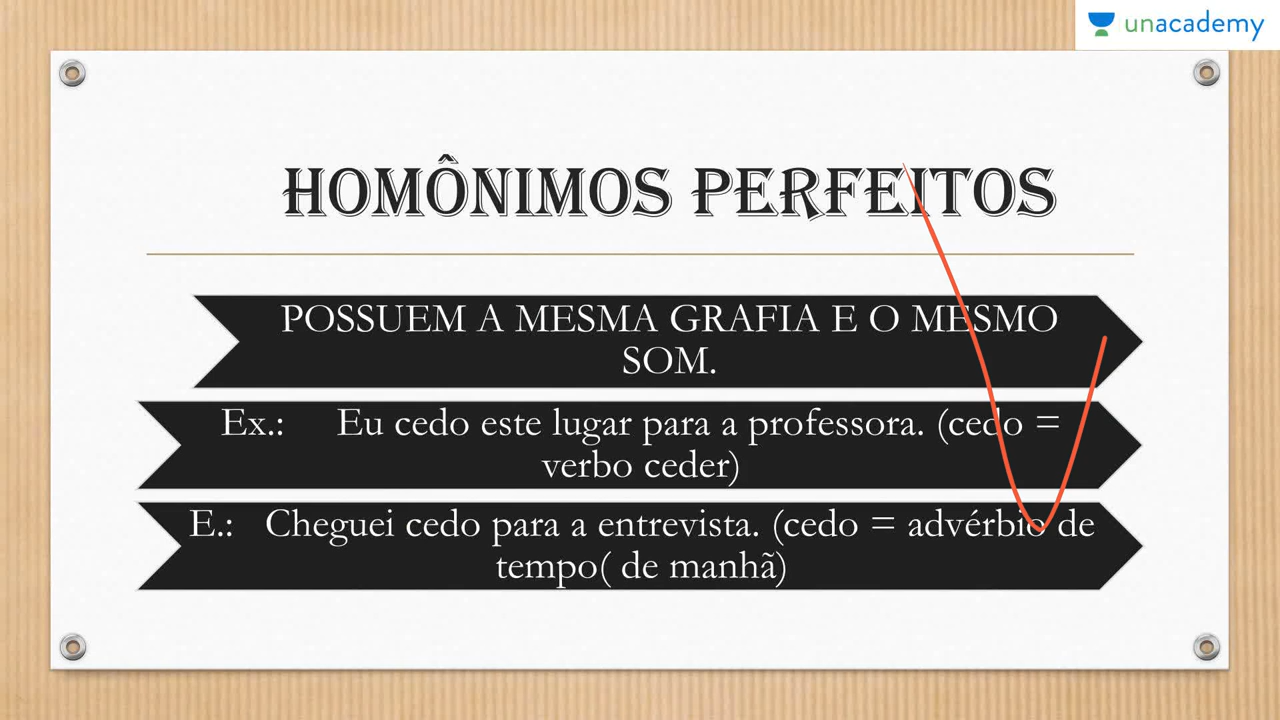 unacademy
HOMÔNIMOS PERFEITOS
POSSUEM A MESMA GRAFIA E O MESMO
SOM.
Ex.: Eu cedo este lugar para a professora. (cedo =
verbo ceder)
E.: Cheguei cedo para a entrevista. (cedo = advérbio de
tempo( de manhã)